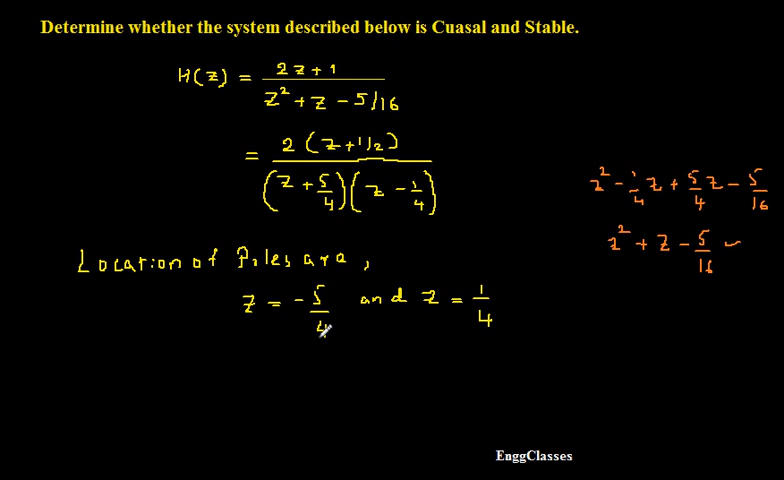 Determine whether the system described below is Cuasal and Stable.
H(z) = 2z+1 / z² + z - 5/16
= 2(z+1/2) / (z + 5/4)(z - 1/4)
z² - 1/4 z + 5/4 z - 5/16
z² + z - 5/16
Location of Poles are,
z = - 5/4 and z = 1/4
EnggClasses